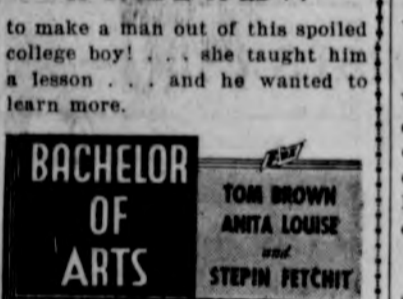 to make a man out of this spoiled
college boy! . . . she taught him
a lesson . . . and he wanted to
learn more.
BACHELOR
OF
ARTS
TOM BROWN
ANITA LOUISE
and
STEPIN FETCHIT